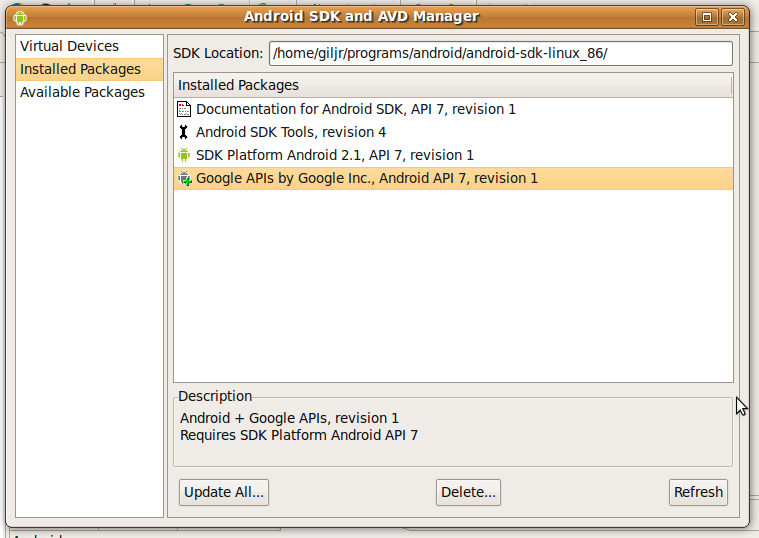 Android SDK and AVD Manager
Virtual Devices
Installed Packages
Available Packages
SDK Location: /home/giljr/programs/android/android-sdk-linux_86/
Installed Packages
Documentation for Android SDK, API 7, revision 1
Android SDK Tools, revision 4
SDK Platform Android 2.1, API 7, revision 1
Google APIs by Google Inc., Android API 7, revision 1
Description
Android + Google APIs, revision 1
Requires SDK Platform Android API 7
Update All... Delete... Refresh